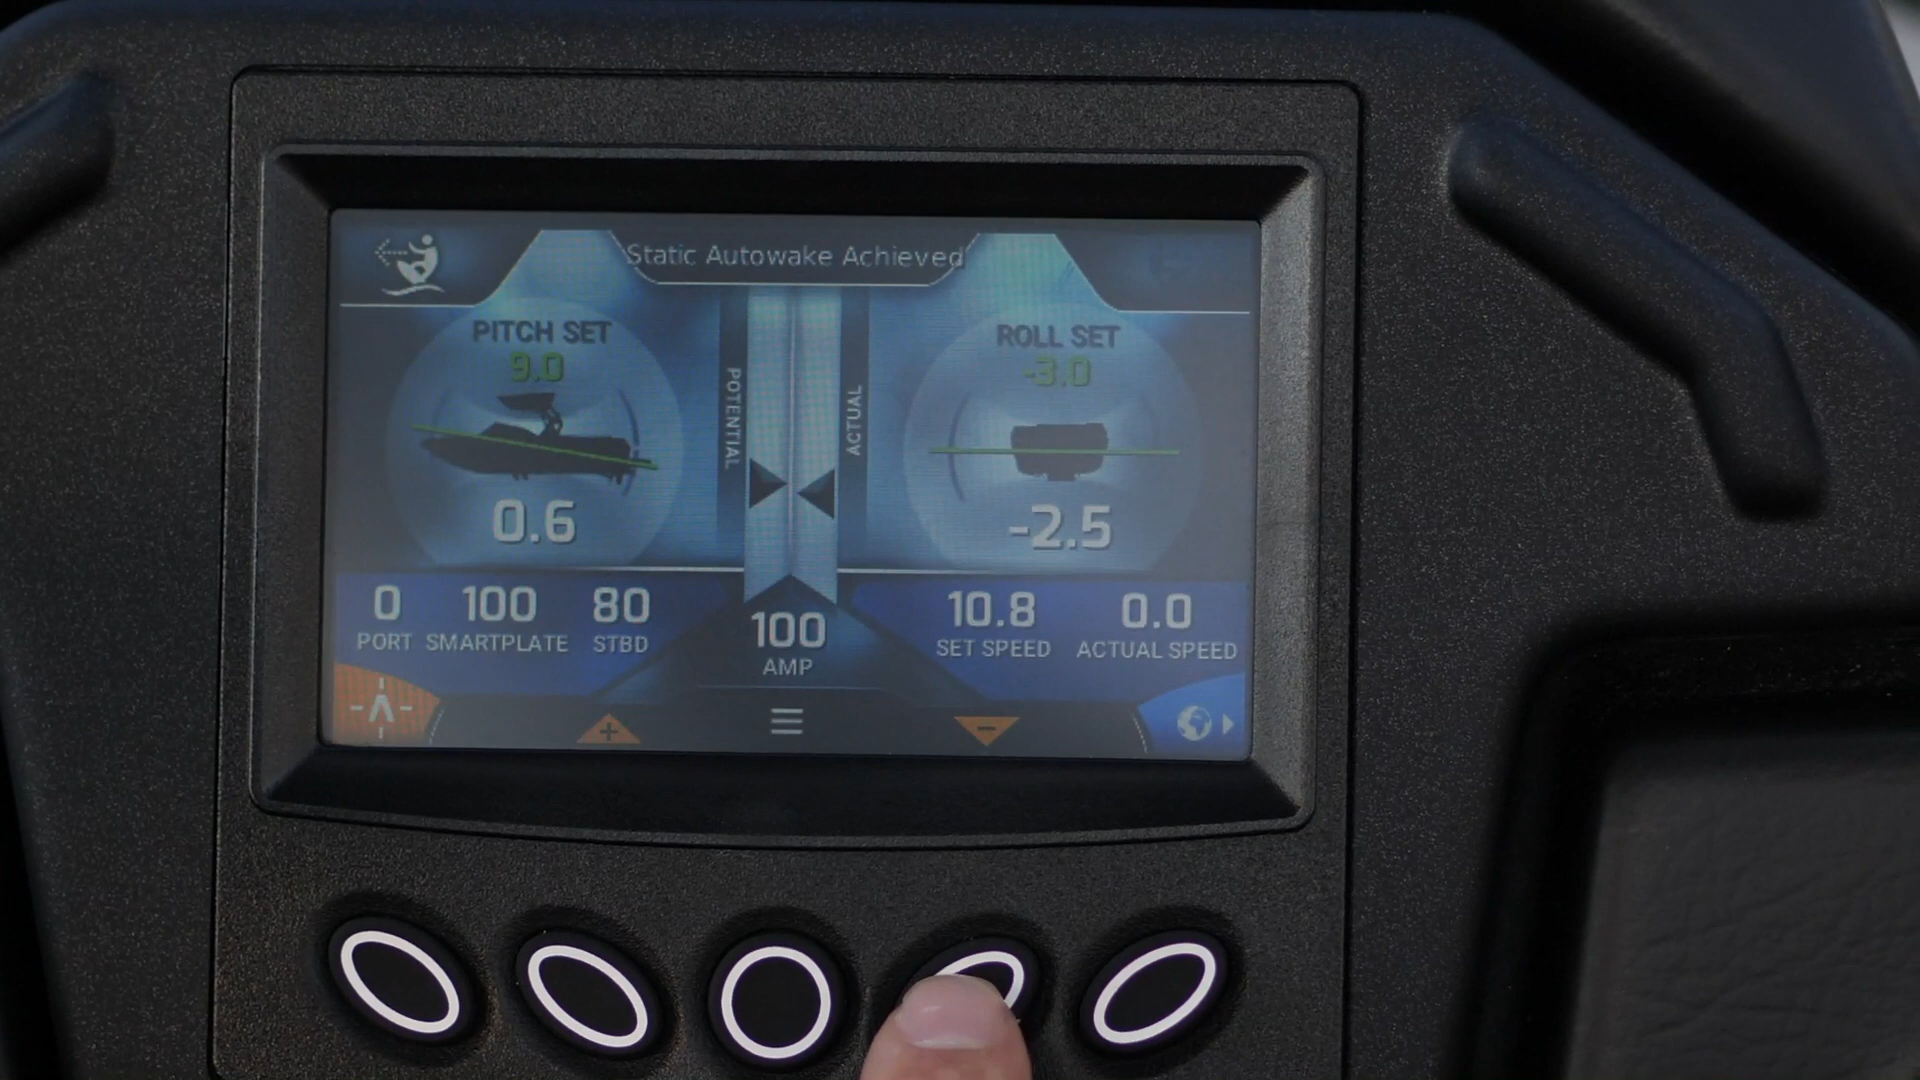 Static Autowake Achieved
PITCH SET
9.0
0.6
POTENTIAL
ACTUAL
ROLL SET
-3.0
-2.5
0
PORT
100
SMARTPLATE
80
STBD
100
AMP
10.8
SET SPEED
0.0
ACTUAL SPEED
+
-